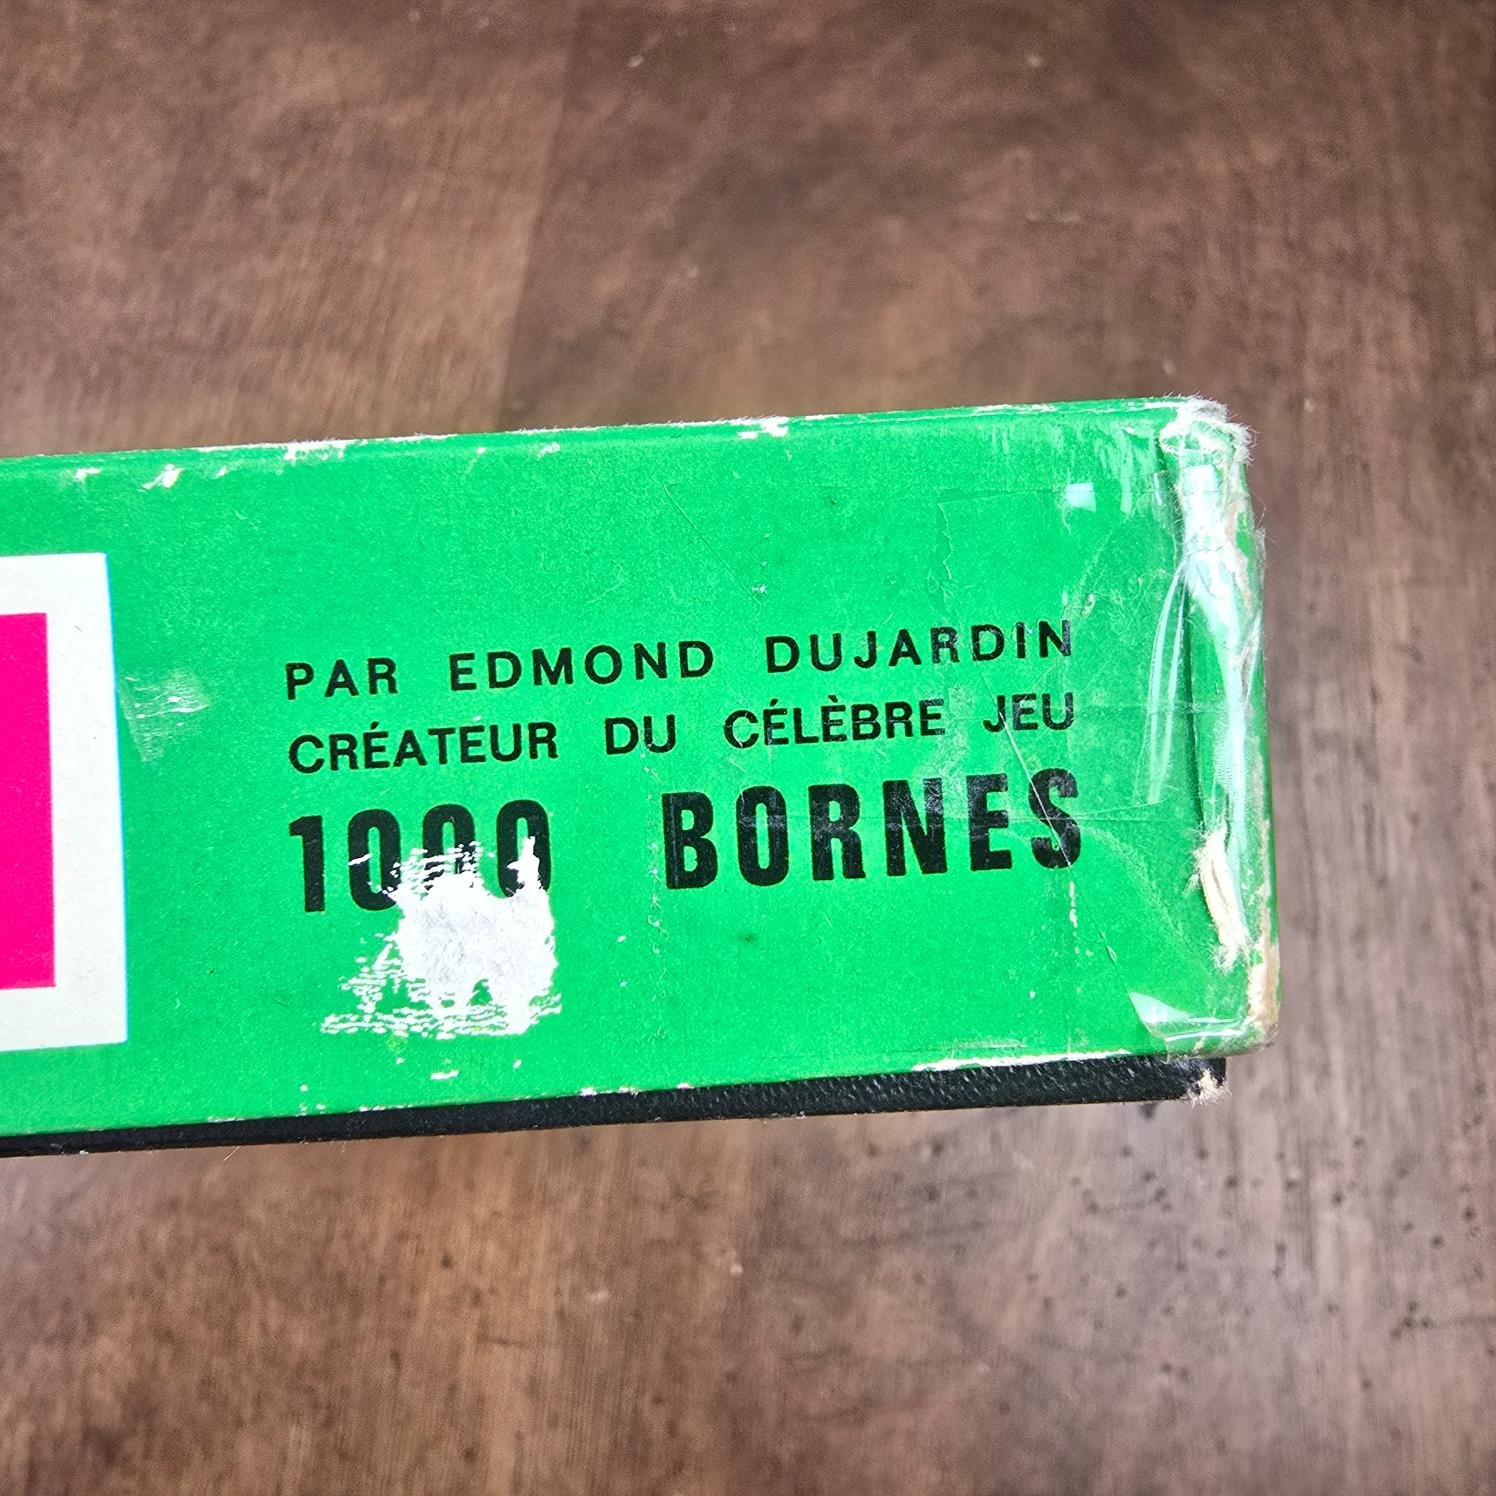 PAR EDMOND DUJARDIN
CRÉATEUR DU CÉLÈBRE JEU
1000 BORNES